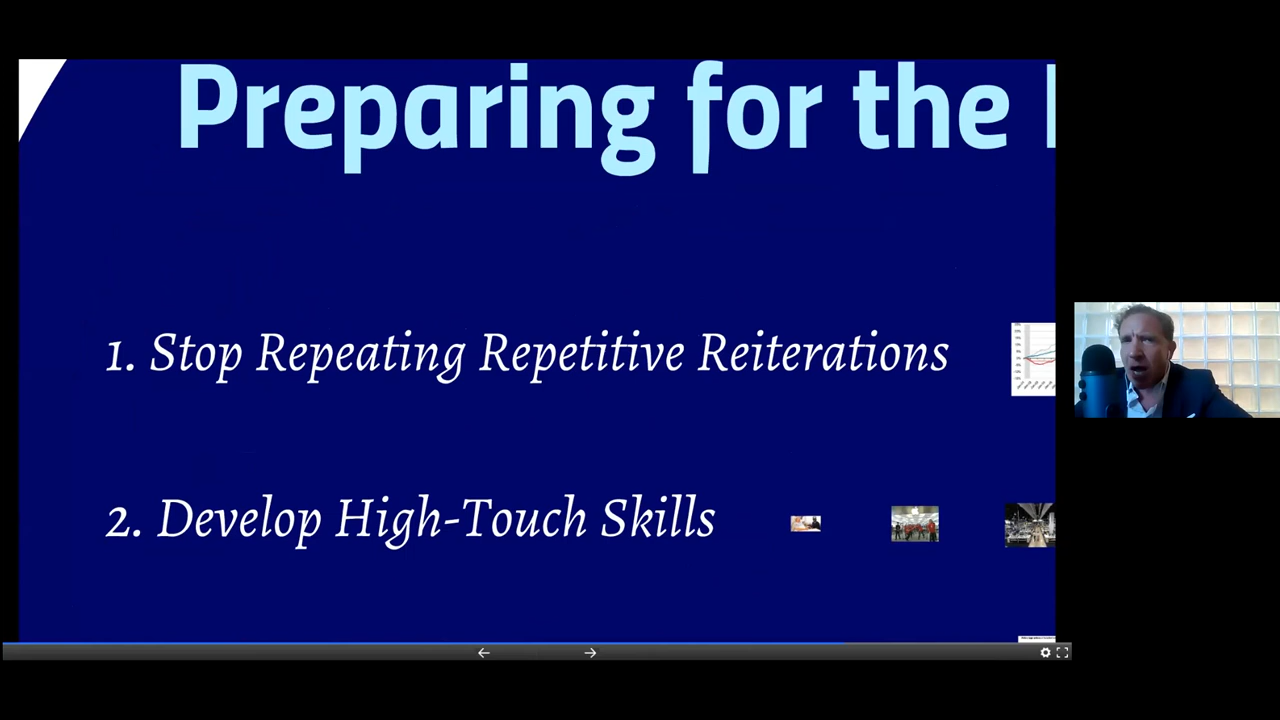 Preparing for the
1. Stop Repeating Repetitive Reiterations
2. Develop High-Touch Skills